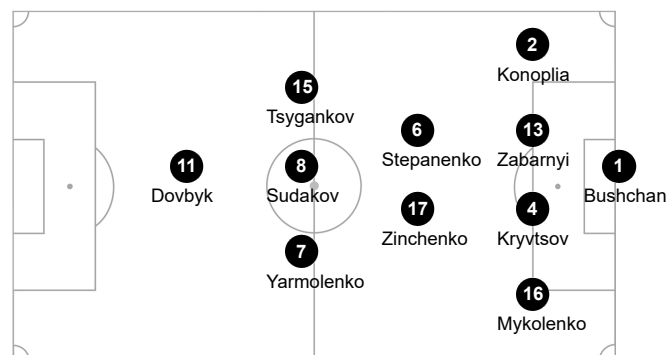 2
Konoplia
15
Tsygankov
6
Stepanenko
13
Zabarnyi
11
Dovbyk
8
Sudakov
1
Bushchan
17
Zinchenko
4
Kryvtsov
7
Yarmolenko
16
Mykolenko